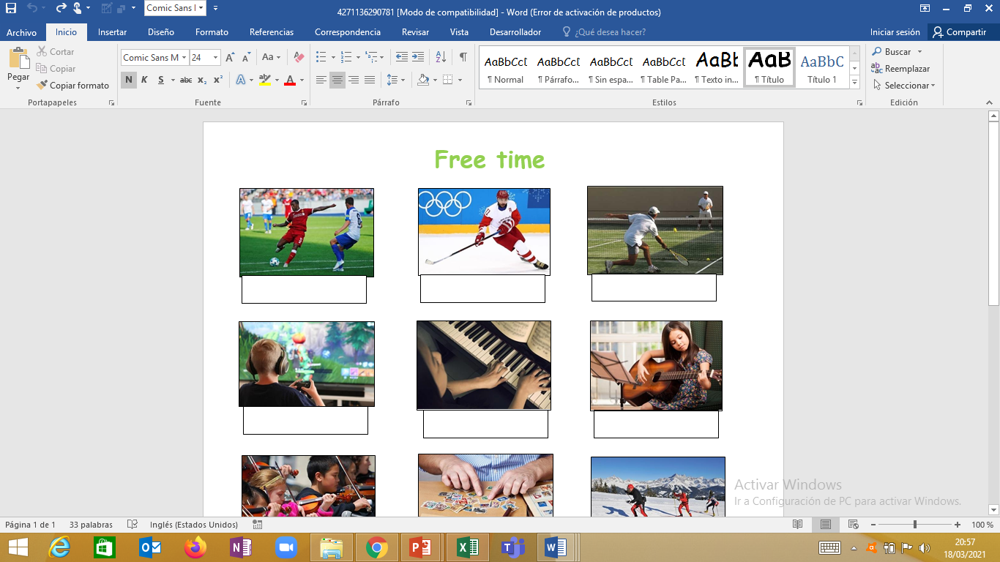 Comic Sans I
4271136290781 [Modo de compatibilidad] - Word (Error de activación de productos)
Archivo Inicio Insertar Diseño Formato Referencias Correspondencia Revisar Vista Desarrollador ¿Qué desea hacer? Iniciar sesión Compartir
Pegar
Cortar
Copiar
Copiar formato
Portapapeles
Comic Sans M 24
N K S abc x₂ x²
Fuente
Párrafo
AaBbCcI AaBbCcI AaBbCcI AaBbCcI AaBb AaB AaBbC
¶ Normal ¶ Párrafo... ¶ Sin espa... ¶ Table Pa... ¶ Texto in... ¶ Título Título 1
Estilos
Buscar
Reemplazar
Seleccionar
Edición
Free time
Activar Windows
Ir a Configuración de PC para activar Windows.
Página 1 de 1 33 palabras Inglés (Estados Unidos) 100 %
20:57
18/03/2021